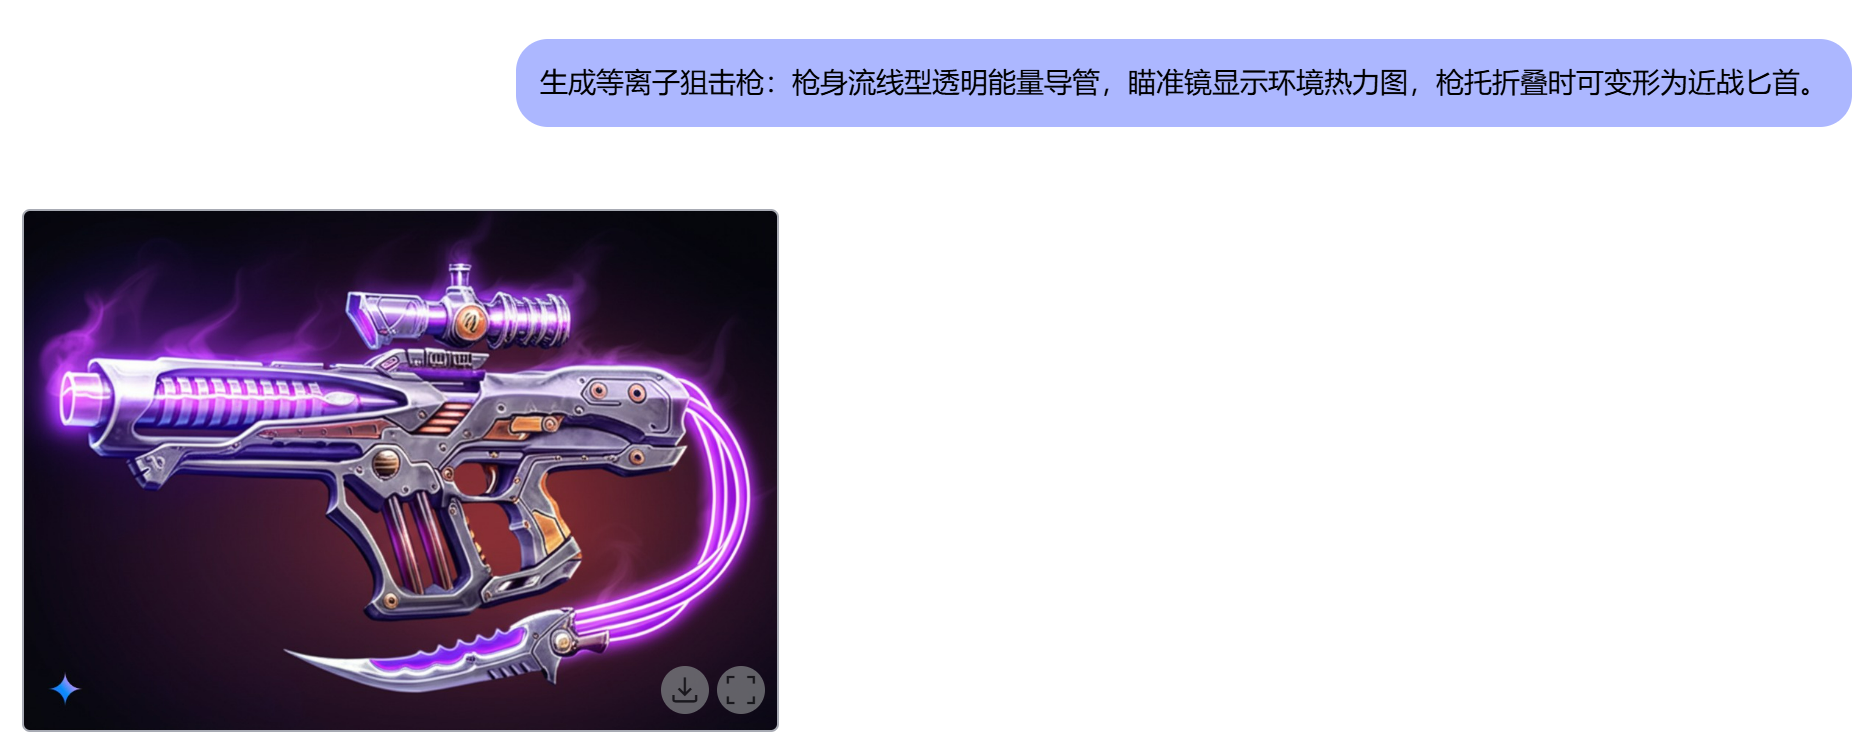 生成等离子狙击枪：枪身流线型透明能量导管，瞄准镜显示环境热力图，枪托折叠时可变形为近战匕首。